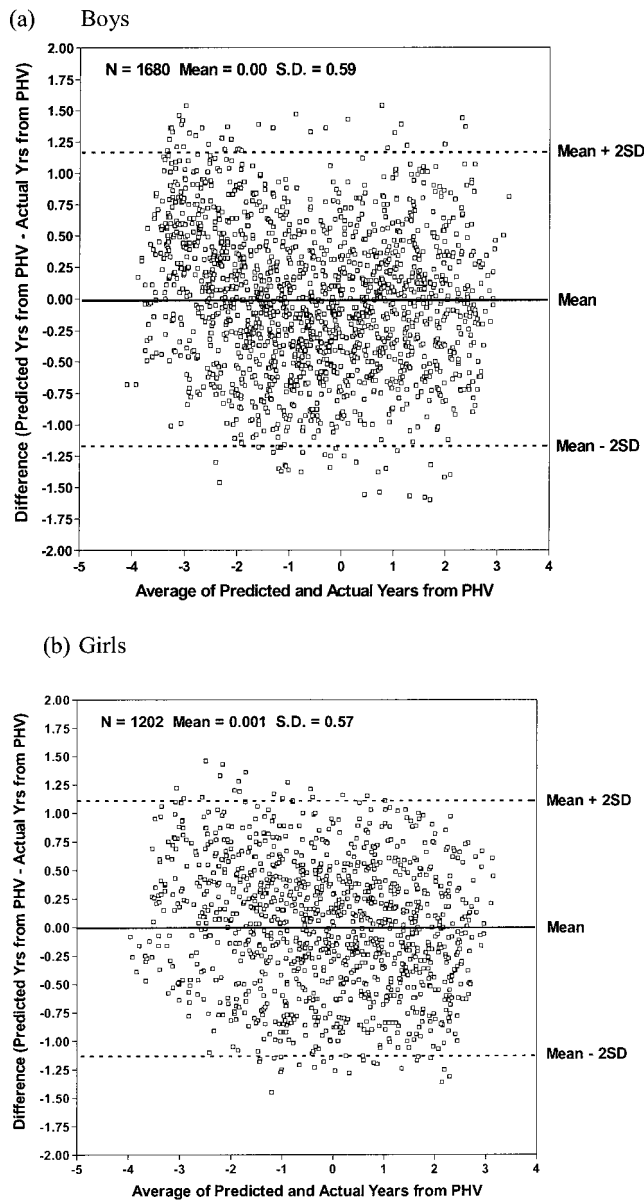 (a) Boys
N = 1680 Mean = 0.00 S.D. = 0.59
Difference (Predicted Yrs from PHV - Actual Yrs from PHV)
2.00
1.75
1.50
1.25
1.00
0.75
0.50
0.25
0.00
-0.25
-0.50
-0.75
-1.00
-1.25
-1.50
-1.75
-2.00
Mean + 2SD
Mean
Mean - 2SD
-5 -4 -3 -2 -1 0 1 2 3 4
Average of Predicted and Actual Years from PHV
(b) Girls
N = 1202 Mean = 0.001 S.D. = 0.57
Difference (Predicted Yrs from PHV - Actual Yrs from PHV)
2.00
1.75
1.50
1.25
1.00
0.75
0.50
0.25
0.00
-0.25
-0.50
-0.75
-1.00
-1.25
-1.50
-1.75
-2.00
Mean + 2SD
Mean
Mean - 2SD
-5 -4 -3 -2 -1 0 1 2 3 4
Average of Predicted and Actual Years from PHV